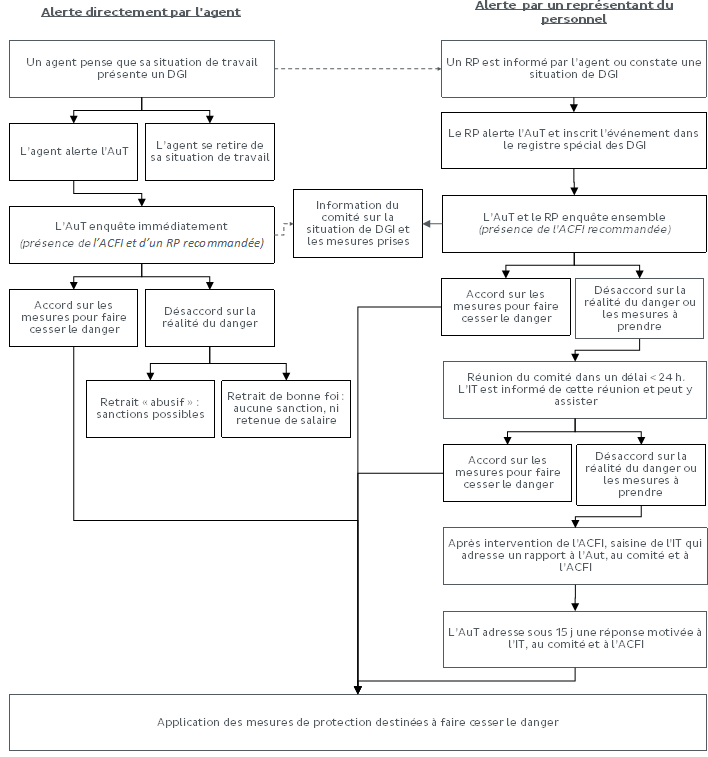 Alerte directement par l'agent
Un agent pense que sa situation de travail
présente un DGI
L'agent alerte l'AuT
L'agent se retire de
sa situation de travail
L'AuT enquête immédiatement
(présence de l'ACFI et d'un RP recommandée)
Accord sur les
mesures pour faire
cesser le danger
Désaccord sur la
réalité du danger
Retrait « abusif » :
sanctions possibles
Retrait de bonne foi :
aucune sanction, ni
retenue de salaire
Information du
comité sur la
situation de DGI et
les mesures prises
Alerte par un représentant du
personnel
Un RP est informé par l'agent ou constate une
situation de DGI
Le RP alerte l'AuT et inscrit l'événement dans
le registre spécial des DGI
L'AuT et le RP enquête ensemble
(présence de l'ACFI recommandée)
Accord sur les
mesures pour faire
cesser le danger
Désaccord sur la
réalité du danger ou
les mesures à
prendre
Réunion du comité dans un délai < 24 h.
L'IT est informé de cette réunion et peut y
assister
Accord sur les
mesures pour faire
cesser le danger
Désaccord sur la
réalité du danger ou
les mesures à
prendre
Après intervention de l'ACFI, saisine de l'IT qui
adresse un rapport à l'Aut, au comité et à
l'ACFI
L'AuT adresse sous 15 j une réponse motivée à
l'IT, au comité et à l'ACFI
Application des mesures de protection destinées à faire cesser le danger